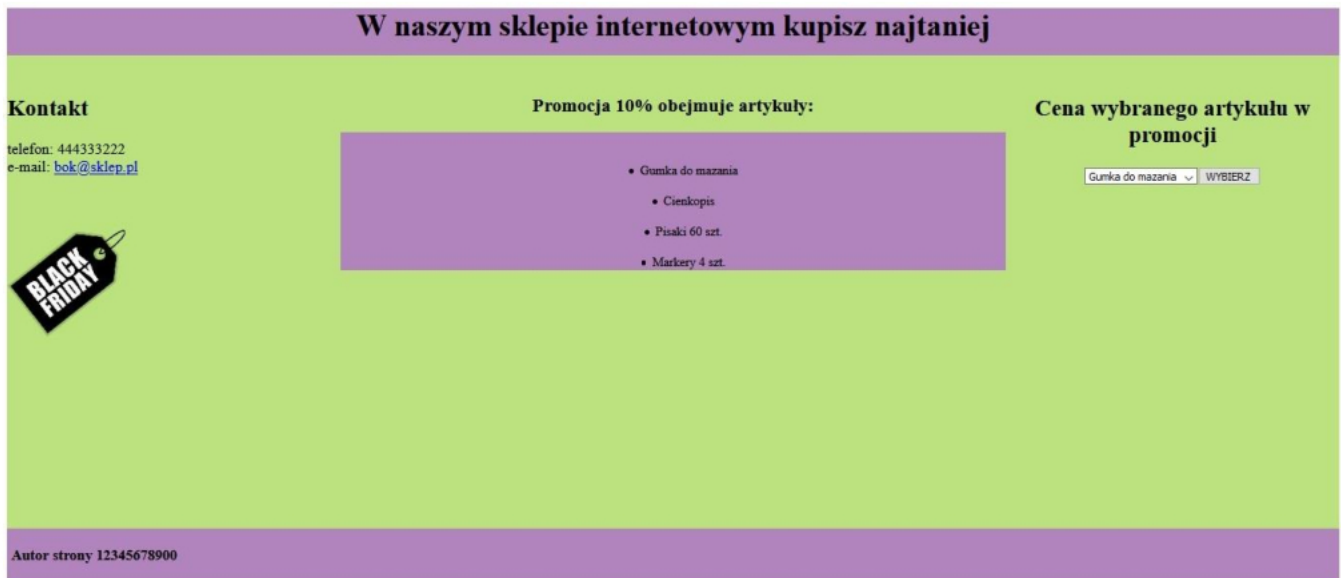 W naszym sklepie internetowym kupisz najtaniej
Kontakt
telefon: 444333222
e-mail: bok@sklep.pl
BLACK
FRIDAY
Promocja 10% obejmuje artykuły:
Gumka do mazania
Cienkopis
Pisaki 60 szt.
Markery 4 szt.
Cena wybranego artykułu w
promocji
Gumka do mazania WYBIERZ
Autor strony 12345678900